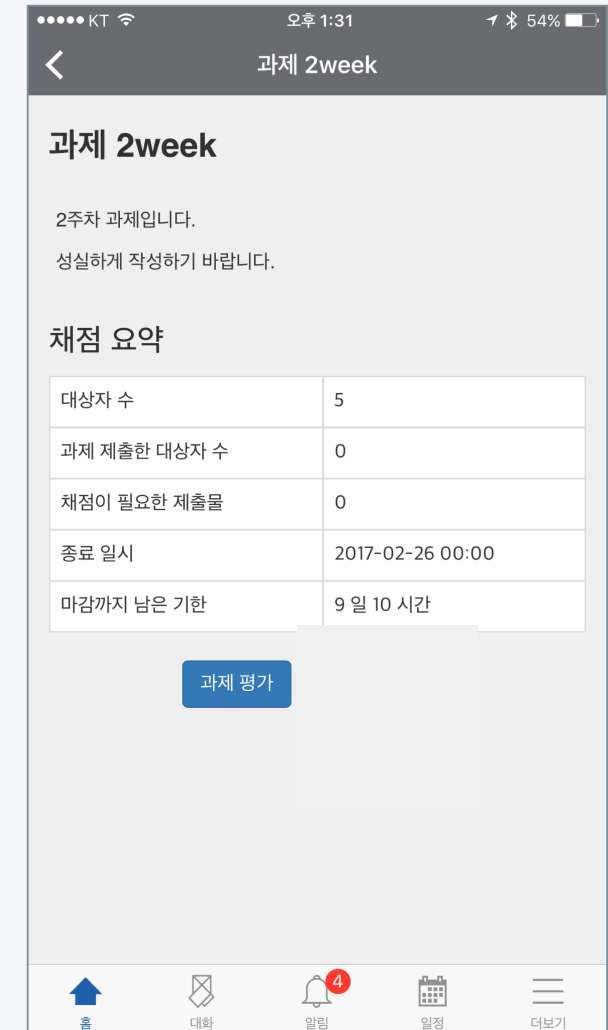 KT 오후 1:31 54%
과제 2week
과제 2week
2주차 과제입니다.
성실하게 작성하기 바랍니다.
채점 요약
대상자 수 5
과제 제출한 대상자 수 0
채점이 필요한 제출물 0
종료 일시 2017-02-26 00:00
마감까지 남은 기한 9 일 10 시간
과제 평가
4
홈 대화 알림 일정 더보기